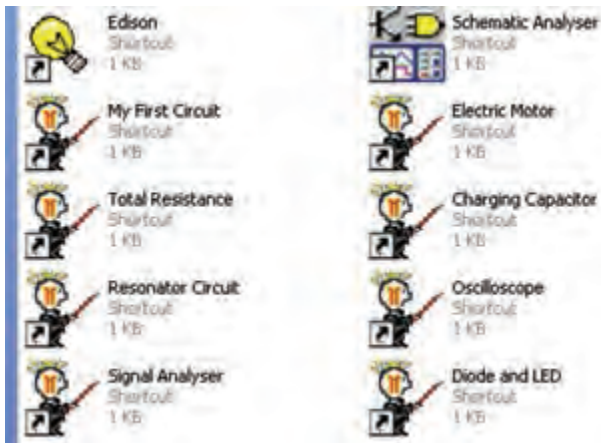 Edison
Shortcut
1 KB
Schematic Analyser
Shortcut
1 KB
My First Circuit
Shortcut
1 KB
Electric Motor
Shortcut
1 KB
Total Resistance
Shortcut
1 KB
Charging Capacitor
Shortcut
1 KB
Resonator Circuit
Shortcut
1 KB
Oscilloscope
Shortcut
1 KB
Signal Analyser
Shortcut
1 KB
Diode and LED
Shortcut
1 KB